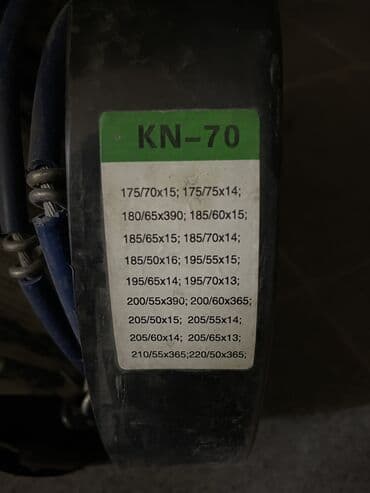 KN-70
175/70x15; 175/75x14;
180/65x390; 185/60x15;
185/65x15; 185/70x14;
185/50x16; 195/55x15;
195/65x14; 195/70x13;
200/55x390; 200/60x365;
205/50x15; 205/55x14;
205/60x14; 205/65x13;
210/55x365;220/50x365;